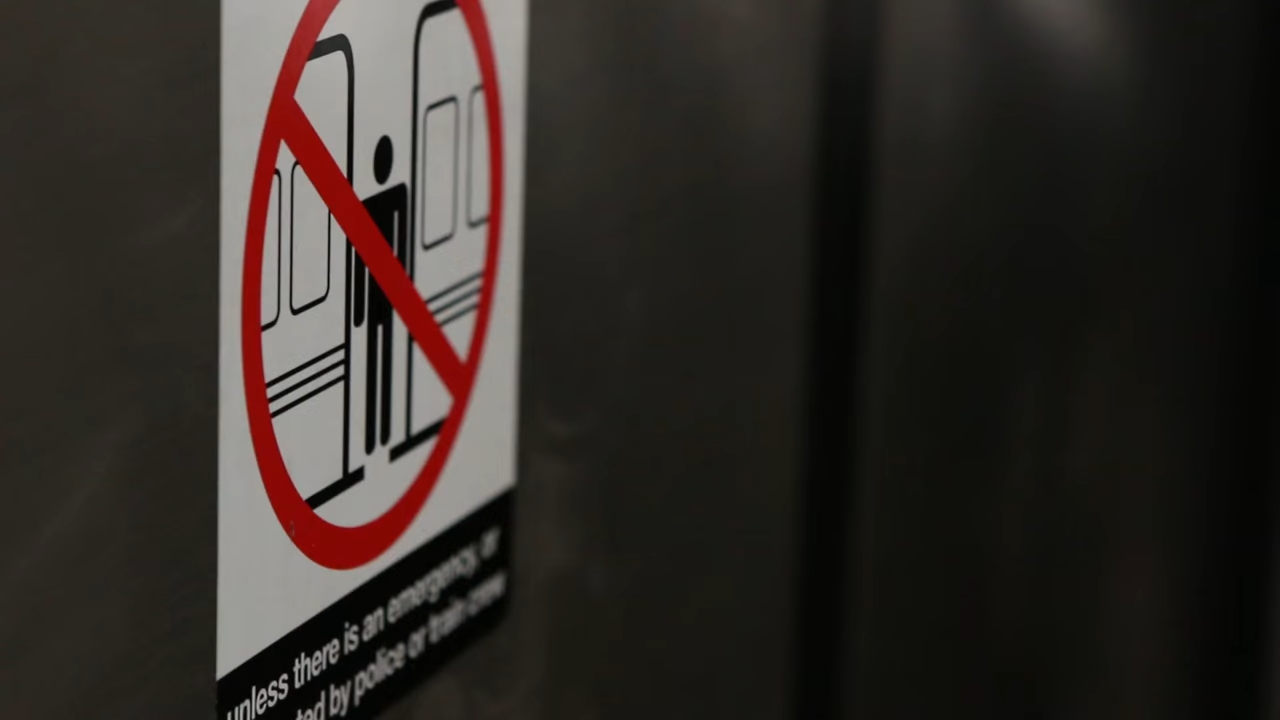 unless there is an emergency, or
by police or train crew